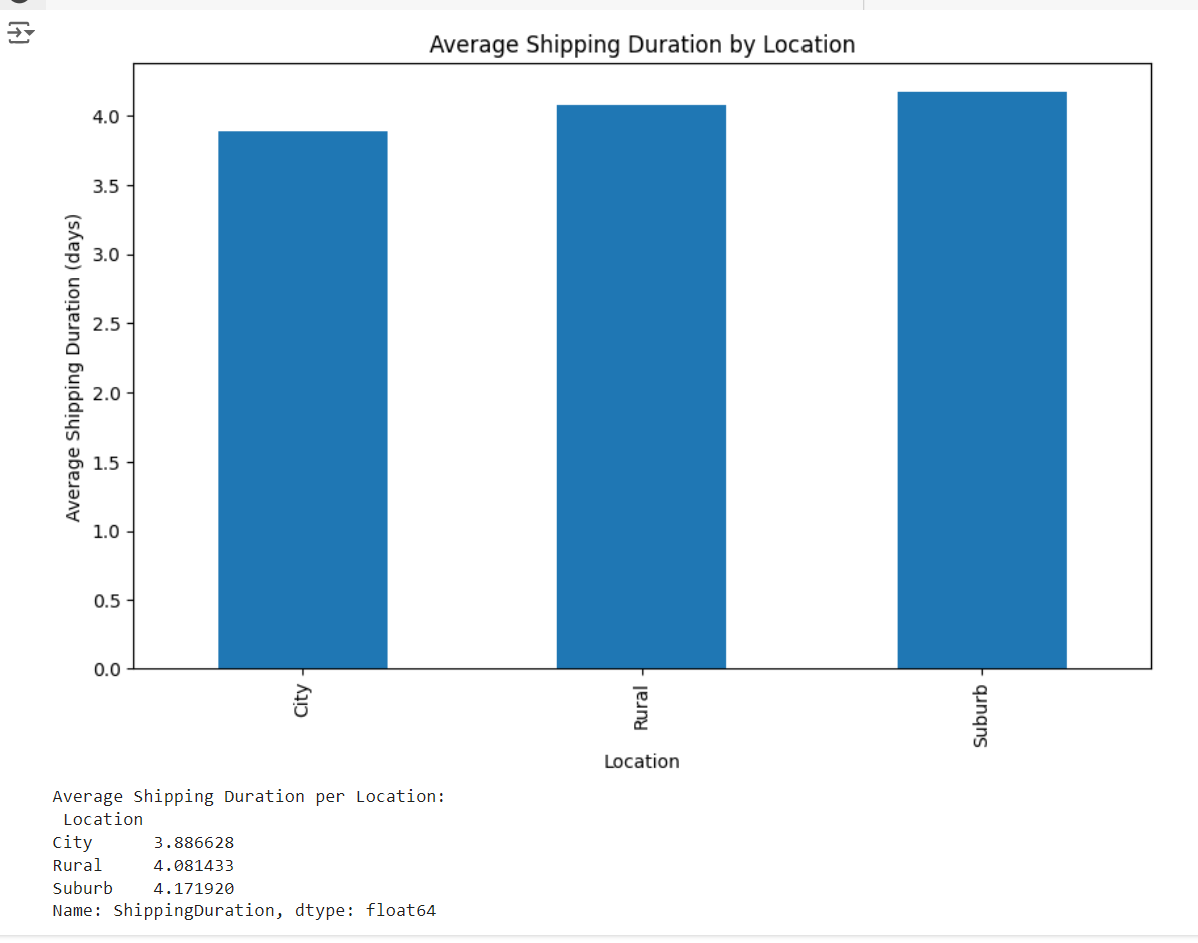 Average Shipping Duration by Location
Average Shipping Duration (days)
4.0
3.5
3.0
2.5
2.0
1.5
1.0
0.5
0.0
City
Rural
Suburb
Location
Average Shipping Duration per Location:
Location
City 3.886628
Rural 4.081433
Suburb 4.171920
Name: ShippingDuration, dtype: float64